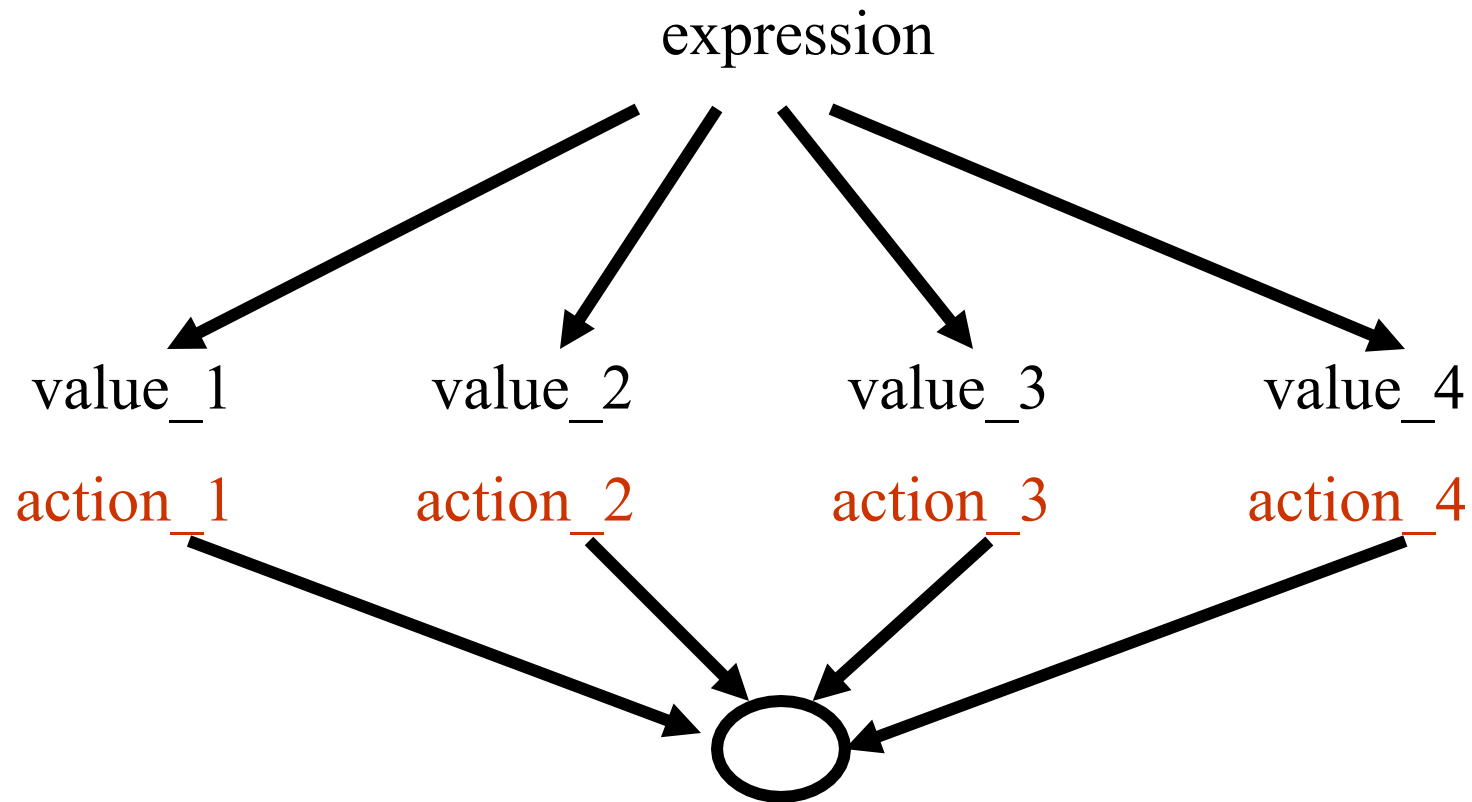 expression
value_1 value_2 value_3 value_4
action_1 action_2 action_3 action_4